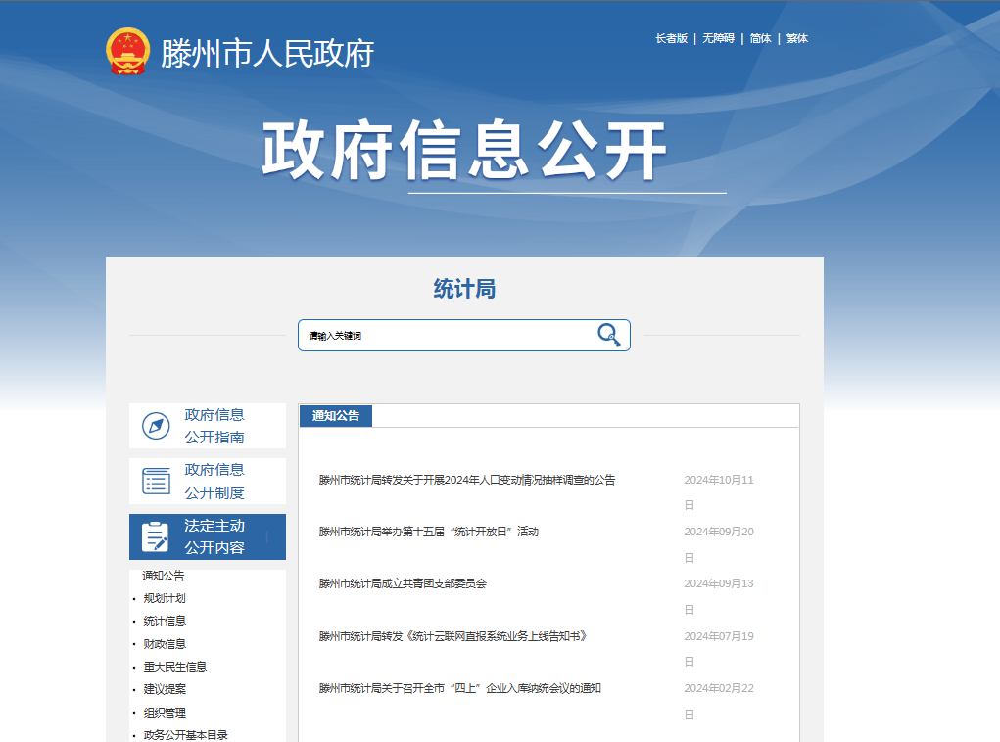 滕州市人民政府
长者版 | 无障碍 | 简体 | 繁体
政府信息公开
统计局
请输入关键词
政府信息
公开指南
政府信息
公开制度
法定主动
公开内容
通知公告
· 规划计划
· 统计信息
· 财政信息
· 重大民生信息
· 建议提案
· 组织管理
· 政务公开基本目录
通知公告
滕州市统计局转发关于开展2024年人口变动情况抽样调查的公告
2024年10月11
日
滕州市统计局举办第十五届“统计开放日”活动
2024年09月20
日
滕州市统计局成立共青团支部委员会
2024年09月13
日
滕州市统计局转发《统计云联网直报系统业务上线告知书》
2024年07月19
日
滕州市统计局关于召开全市“四上”企业入库纳统会议的通知
2024年02月22
日